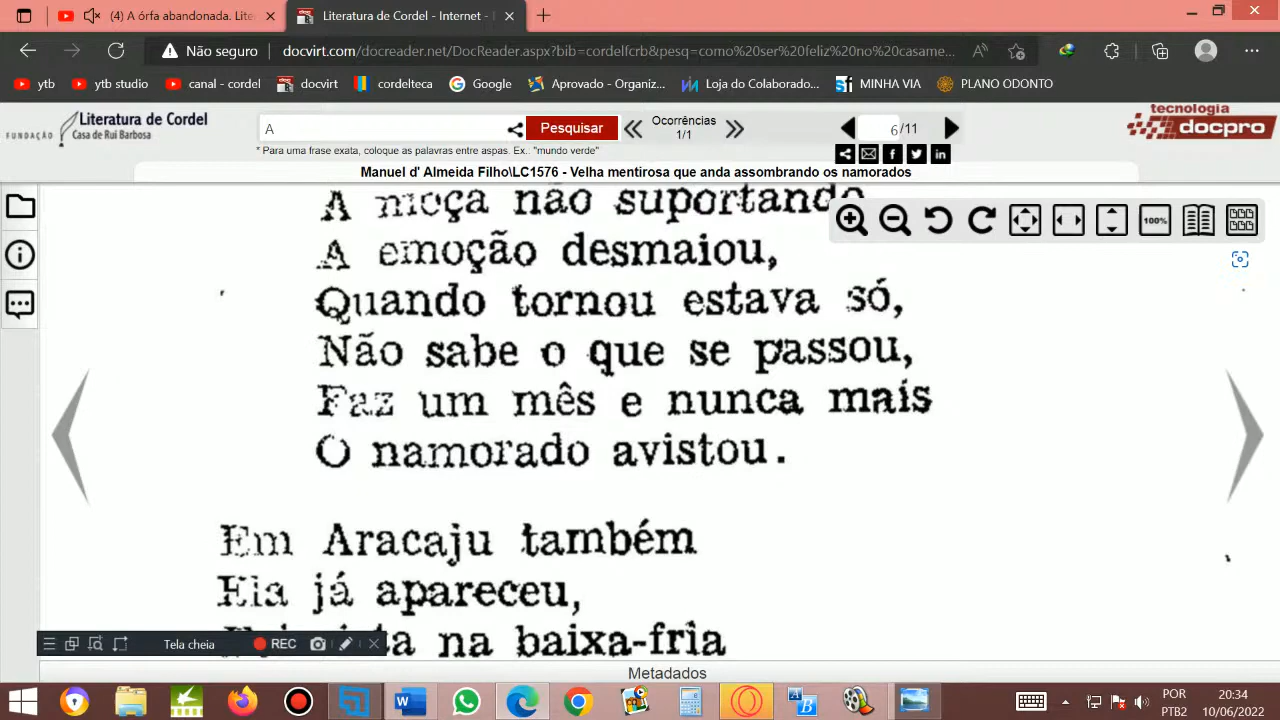 (4) A órfa abandonada. Lite
Literatura de Cordel - Internet -
Não seguro
docvirt.com/docreader.net/DocReader.aspx?bib=cordelfcrb&pesq=como%20ser%20feliz%20no%20casame...
ytb
ytb studio
canal - cordel
docvirt
cordelteca
Google
Aprovado - Organiz...
Loja do Colaborado...
MINHA VIA
PLANO ODONTO
FUNDAÇÃO
Literatura de Cordel
Casa de Rui Barbosa
A
Pesquisar
Ocorrências
1/1
6/11
tecnologia
docpro
* Para uma frase exata, coloque as palavras entre aspas. Ex.: "mundo verde"
Manuel d' Almeida Filho\LC1576 - Velha mentirosa que anda assombrando os namorados
100%
A moça não suportando
A emoção desmaiou,
Quando tornou estava só,
Não sabe o que se passou,
Faz um mês e nunca mais
O namorado avistou.
Em Aracaju também
Ela já apareceu,
na baixa-fria
Tela cheia
REC
Metadados
POR
PTB2
20:34
10/06/2022